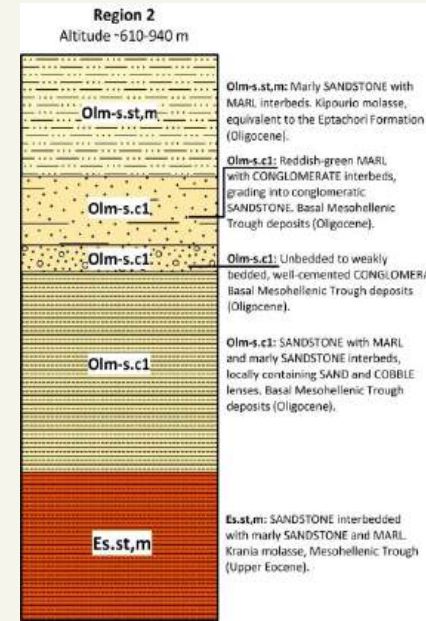 Region 2
Altitude ~610-940 m
Olm-s.st,m
Olm-s.st,m: Marly SANDSTONE with
MARL interbeds. Kipourio molasse,
equivalent to the Eptachori Formation
(Oligocene).
Olm-s.c1
Olm-s.c1: Reddish-green MARL
with CONGLOMERATE interbeds,
grading into conglomeratic
SANDSTONE. Basal Mesohellenic
Trough deposits (Oligocene).
Olm-s.c1
Olm-s.c1: Unbedded to weakly
bedded, well-cemented CONGLOMERA
Basal Mesohellenic Trough deposits
(Oligocene).
Olm-s.c1
Olm-s.c1: SANDSTONE with MARL
and marly SANDSTONE interbeds,
locally containing SAND and COBBLE
lenses. Basal Mesohellenic Trough
deposits (Oligocene).
Es.st,m
Es.st,m: SANDSTONE interbedded
with marly SANDSTONE and MARL.
Krania molasse, Mesohellenic Trough
(Upper Eocene).